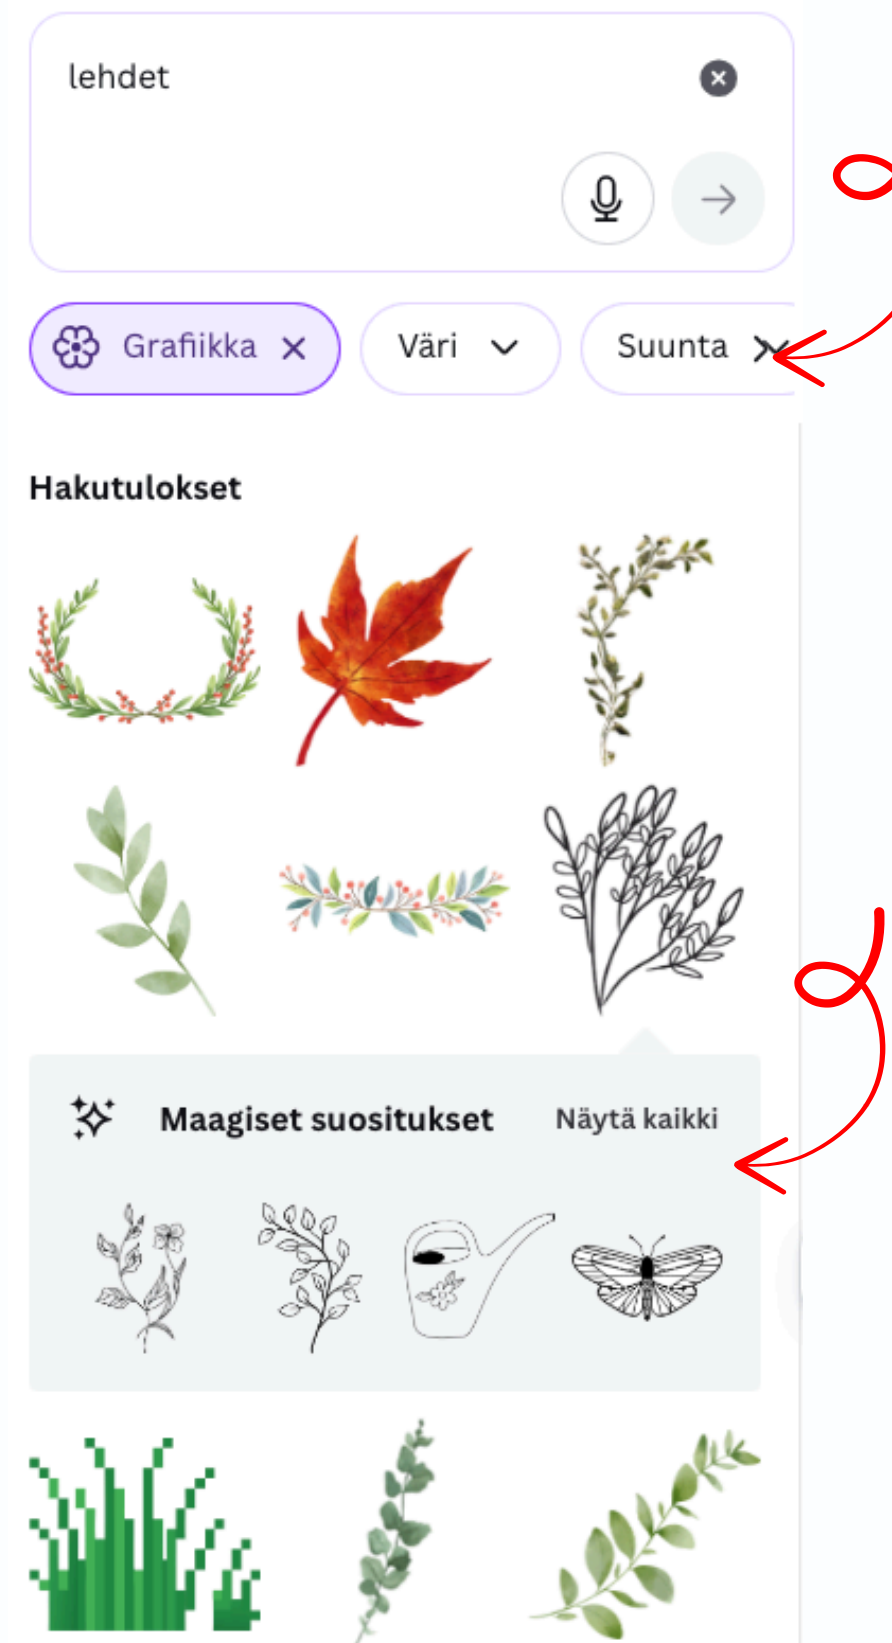 lehdet
Grafiikka
Väri
Suunta
Hakutulokset
Maagiset suositukset
Näytä kaikki